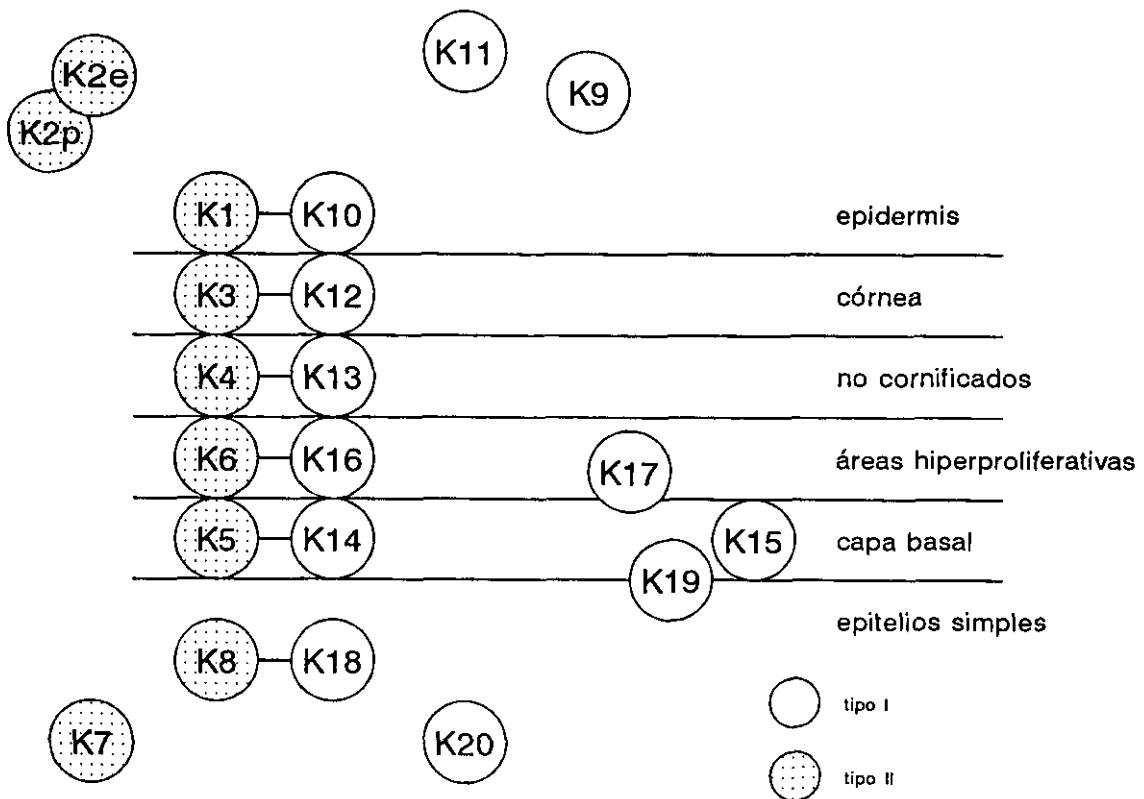 K11
K2e
K9
K2p
K1 K10 epidermis
K3 K12 córnea
K4 K13 no cornificados
K6 K16 K17 áreas hiperproliferativas
K5 K14 K15 capa basal
K19
epitelios simples
K8 K18
tipo I
K7 K20
tipo II